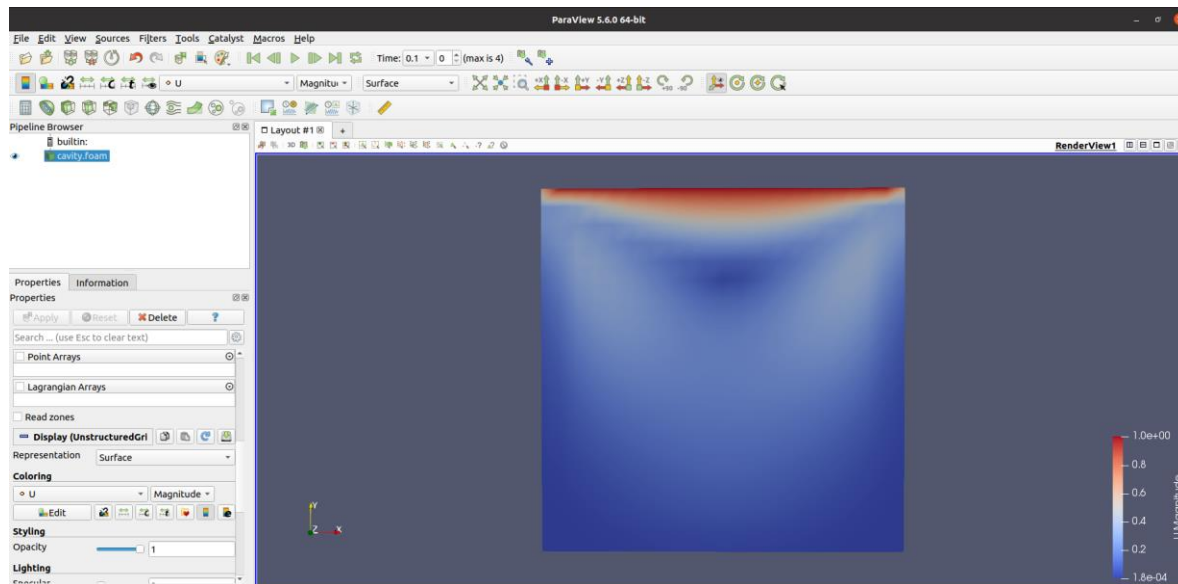 ParaView 5.6.0 64-bit
File Edit View Sources Filters Tools Catalyst Macros Help
Time: 0.1 0 (max is 4)
U Magnitu Surface
Pipeline Browser
Layout #1 +
builtin:
cavity.foam
3D
RenderView1
Properties Information
Properties
Apply Reset Delete ?
Search ... (use Esc to clear text)
Point Arrays
Lagrangian Arrays
Read zones
Display (UnstructuredGri
Representation Surface
Coloring
U Magnitude
Edit
Styling
Opacity 1
Lighting
Specular
Y
Z X
1.0e+00
0.8
0.6
0.4
0.2
1.8e-04
U Magnitude